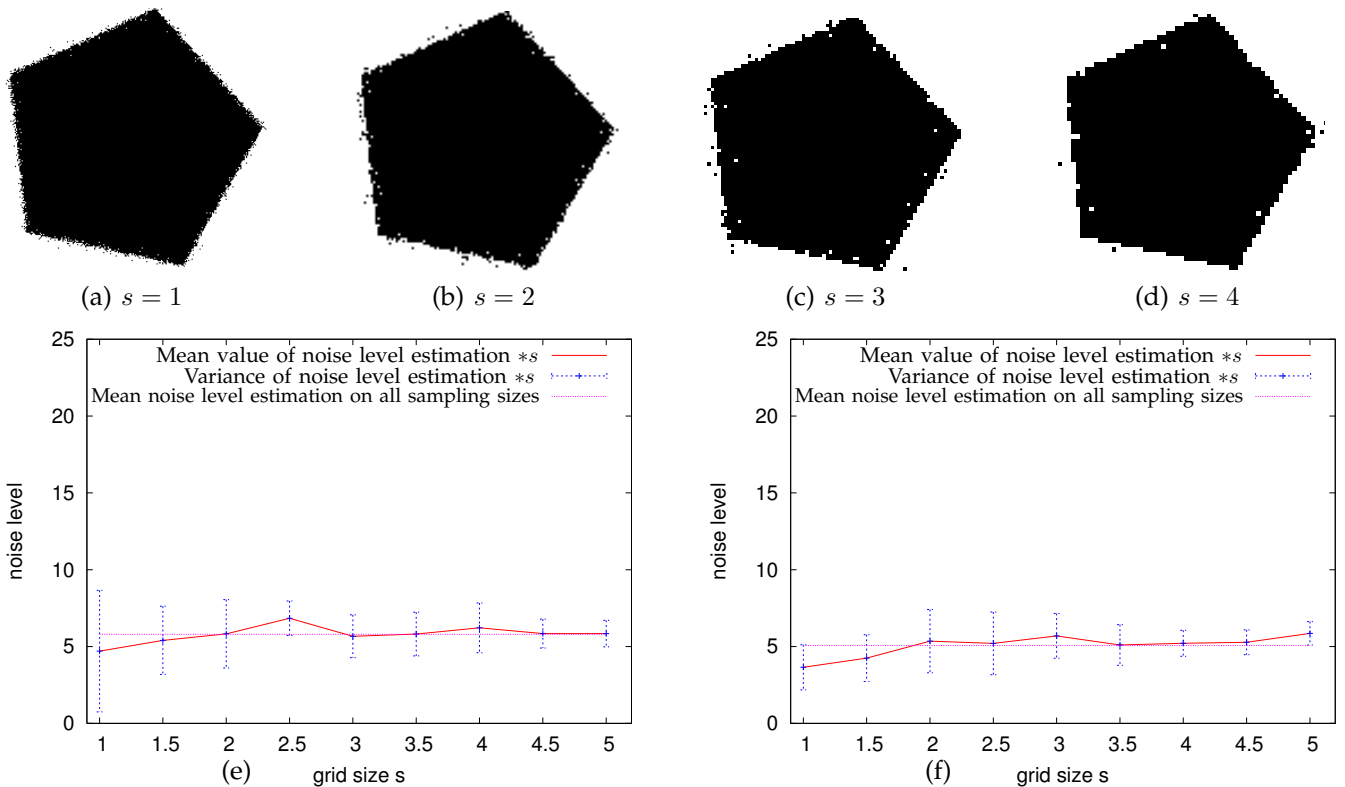 (a) s = 1
(b) s = 2
(c) s = 3
(d) s = 4
25
20
15
10
5
0
noise level
Mean value of noise level estimation ∗s
Variance of noise level estimation ∗s
Mean noise level estimation on all sampling sizes
1 1.5 2 2.5 3 3.5 4 4.5 5
(e)
grid size s
25
20
15
10
5
0
noise level
Mean value of noise level estimation ∗s
Variance of noise level estimation ∗s
Mean noise level estimation on all sampling sizes
1 1.5 2 2.5 3 3.5 4 4.5 5
(f)
grid size s